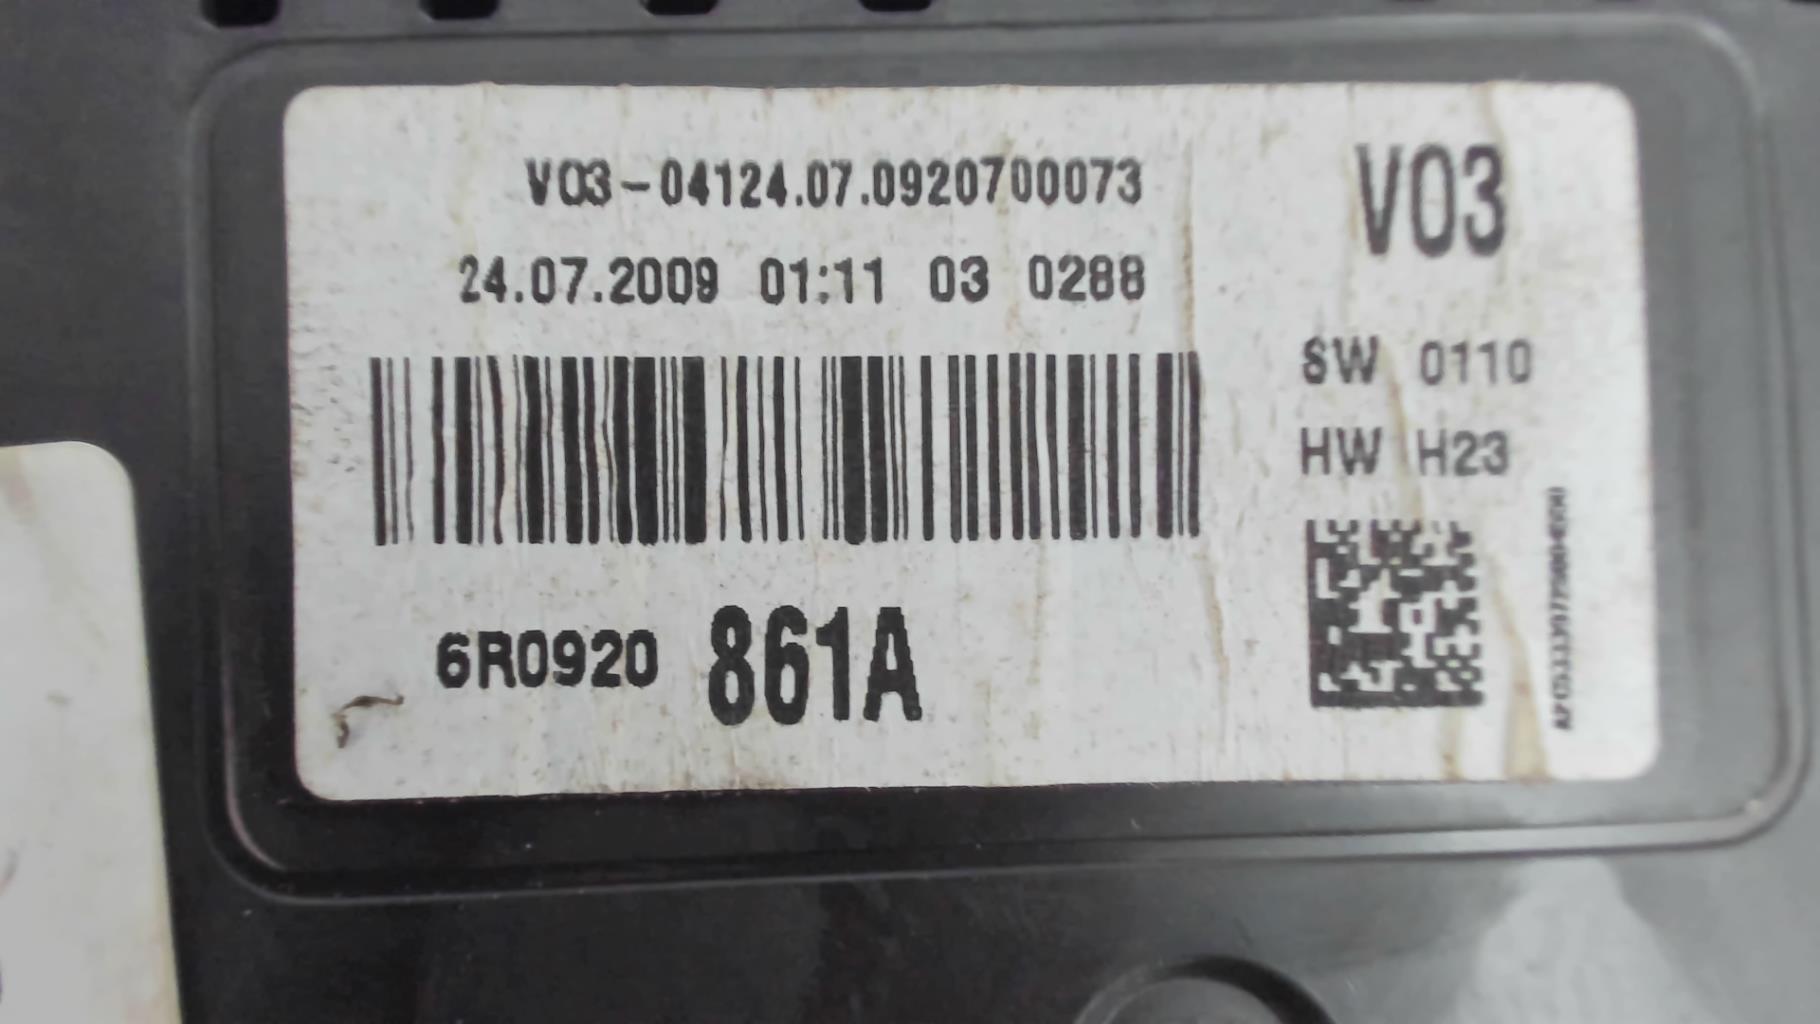 V03-04124.07.0920700073
V03
24.07.2009 01:11 03 0288
SW 0110
HW H23
6R0920 861A